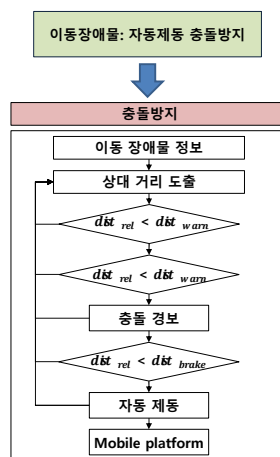 이동장애물: 자동제동 충돌방지
충돌방지
이동 장애물 정보
상대 거리 도출
dist rel < dist warn
dist rel < dist warn
충돌 경보
dist rel < dist brake
자동 제동
Mobile platform